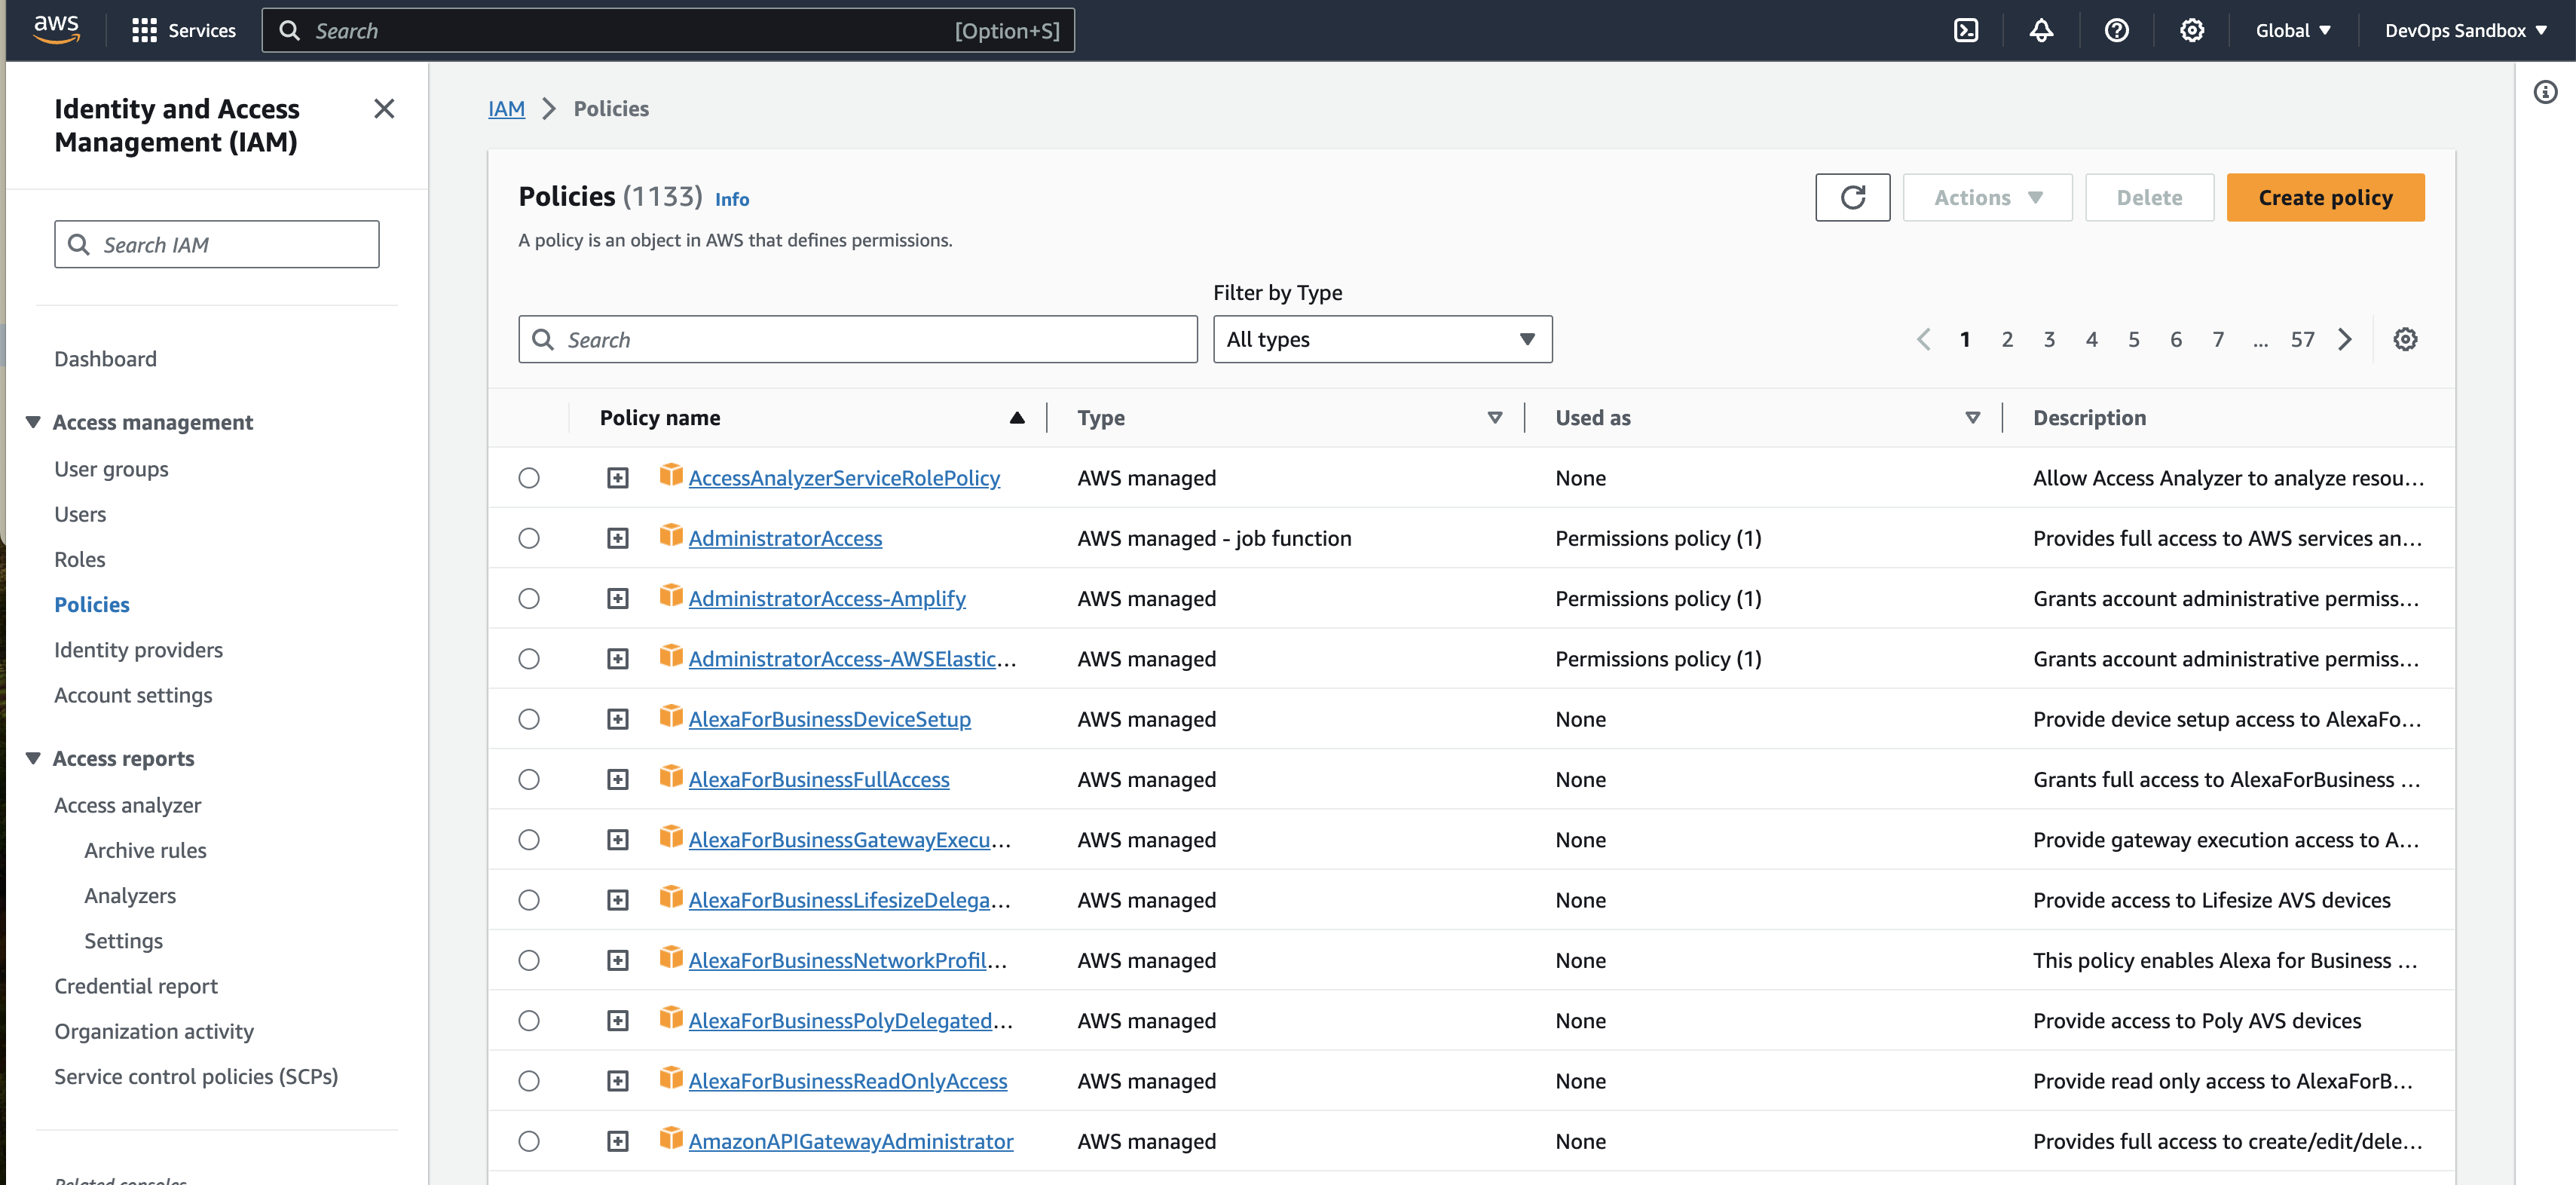 aws Services Search [Option+S] Global DevOps Sandbox
Identity and Access
Management (IAM)
Search IAM
Dashboard
Access management
User groups
Users
Roles
Policies
Identity providers
Account settings
Access reports
Access analyzer
Archive rules
Analyzers
Settings
Credential report
Organization activity
Service control policies (SCPs)
Related consoles
IAM > Policies
Policies (1133) Info
A policy is an object in AWS that defines permissions.
Actions Delete Create policy
Filter by Type
Search All types 1 2 3 4 5 6 7 ... 57
Policy name Type Used as Description
AccessAnalyzerServiceRolePolicy AWS managed None Allow Access Analyzer to analyze resou...
AdministratorAccess AWS managed - job function Permissions policy (1) Provides full access to AWS services an...
AdministratorAccess-Amplify AWS managed Permissions policy (1) Grants account administrative permiss...
AdministratorAccess-AWSElastic... AWS managed Permissions policy (1) Grants account administrative permiss...
AlexaForBusinessDeviceSetup AWS managed None Provide device setup access to AlexaFo...
AlexaForBusinessFullAccess AWS managed None Grants full access to AlexaForBusiness ...
AlexaForBusinessGatewayExecu... AWS managed None Provide gateway execution access to A...
AlexaForBusinessLifesizeDelega... AWS managed None Provide access to Lifesize AVS devices
AlexaForBusinessNetworkProfil... AWS managed None This policy enables Alexa for Business ...
AlexaForBusinessPolyDelegated... AWS managed None Provide access to Poly AVS devices
AlexaForBusinessReadOnlyAccess AWS managed None Provide read only access to AlexaForB...
AmazonAPIGatewayAdministrator AWS managed None Provides full access to create/edit/dele...